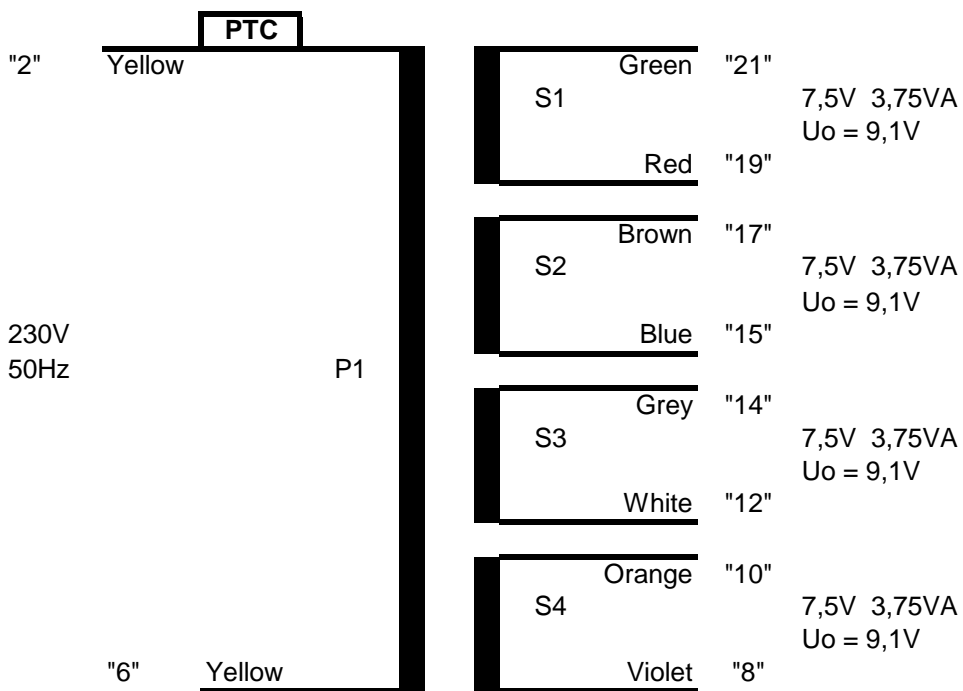 PTC
"2" Yellow Green "21"
S1 7,5V 3,75VA
Uo = 9,1V
Red "19"
Brown "17"
S2 7,5V 3,75VA
Uo = 9,1V
230V Blue "15"
50Hz P1
Grey "14"
S3 7,5V 3,75VA
Uo = 9,1V
White "12"
Orange "10"
S4 7,5V 3,75VA
Uo = 9,1V
"6" Yellow Violet "8"